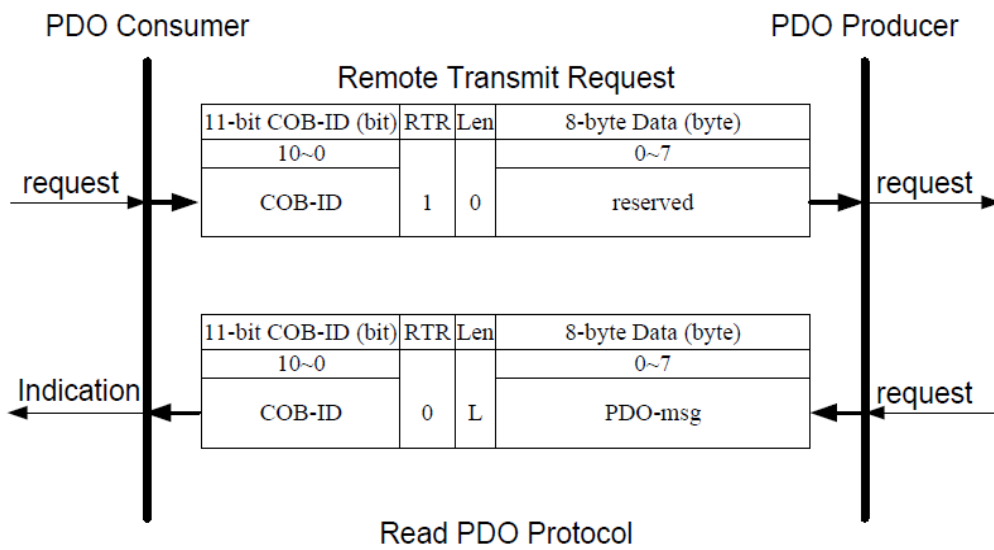 PDO Consumer PDO Producer
Remote Transmit Request
11-bit COB-ID (bit) RTR Len 8-byte Data (byte)
10~0 0~7
request COB-ID 1 0 reserved request
11-bit COB-ID (bit) RTR Len 8-byte Data (byte)
10~0 0~7
Indication COB-ID 0 L PDO-msg request
Read PDO Protocol